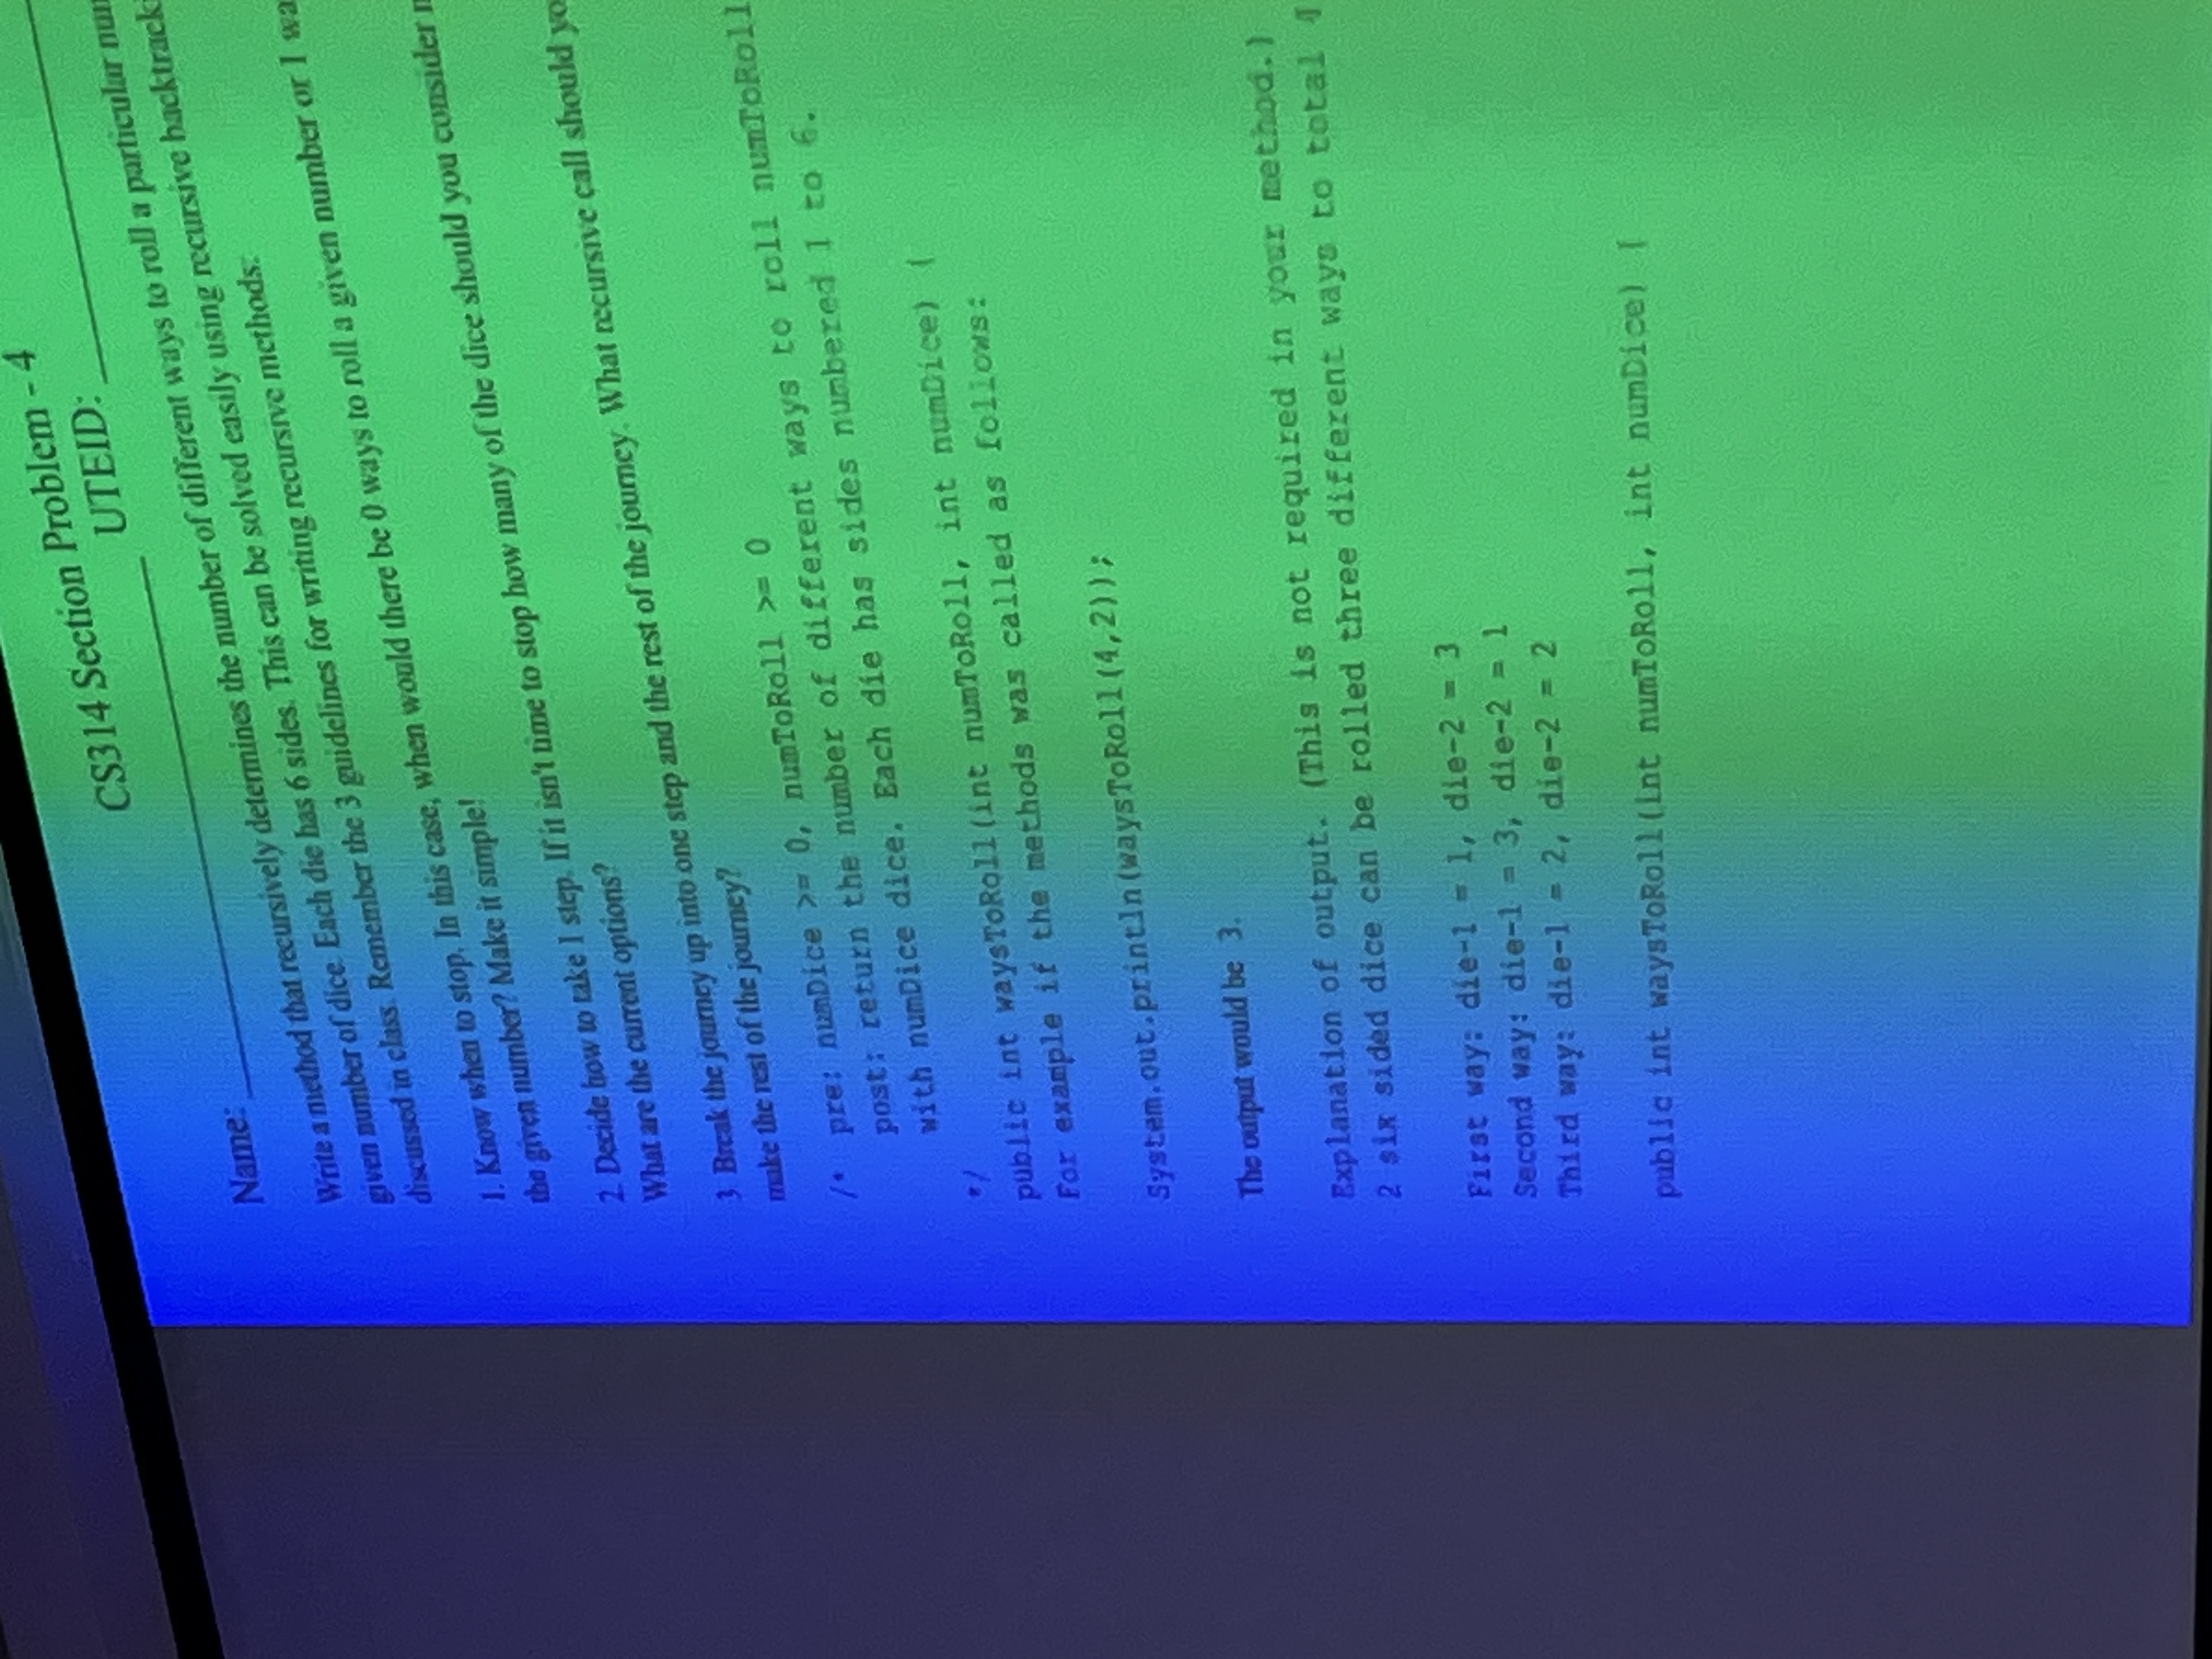 CS314 Section Problem - 4
Name: UTEID:
Write a method that recursively determines the number of different ways to roll a particular
given number of dice. Each die has 6 sides. This can be solved easily using recursive
discussed in class. Remember the 3 guidelines for writing recursive methods:
1. Know when to stop. In this case, when would there be 0 ways to roll a given number or 1
the given number? Make it simple!
2. Decide how to take 1 step. If it isn't time to stop how many of the dice should you consider
What are the current options?
3. Break the journey up into one step and the rest of the journey. What recursive call should
make the rest of the journey?
/* pre: numDice >= 0, numToRoll >= 0
post: return the number of different ways to roll numToRoll
with numDice dice. Each die has sides numbered 1 to 6.
*/
public int waysToRoll(int numToRoll, int numDice) {
For example if the methods was called as follows:
System.out.println(waysToRoll(4,2));
The output would be 3.
Explanation of output. (This is not required in your method.)
2 six sided dice can be rolled three different ways to total 4
First way: die-1 = 1, die-2 = 3
Second way: die-1 = 3, die-2 = 1
Third way: die-1 = 2, die-2 = 2
public int waysToRoll(int numToRoll, int numDice) {